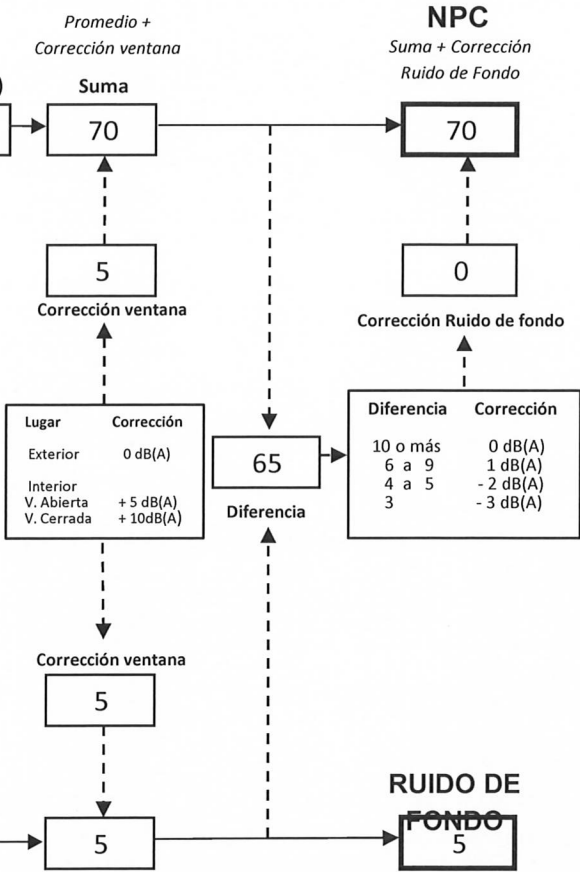 Promedio +
Corrección ventana
Suma
70
NPC
Suma + Corrección
Ruido de Fondo
70
5
Corrección ventana
0
Corrección Ruido de fondo
Lugar Corrección
Exterior 0 dB(A)
Interior
V. Abierta + 5 dB(A)
V. Cerrada + 10dB(A)
65
Diferencia
Diferencia Corrección
10 o más 0 dB(A)
6 a 9 1 dB(A)
4 a 5 - 2 dB(A)
3 - 3 dB(A)
Corrección ventana
5
5
RUIDO DE
FONDO
5